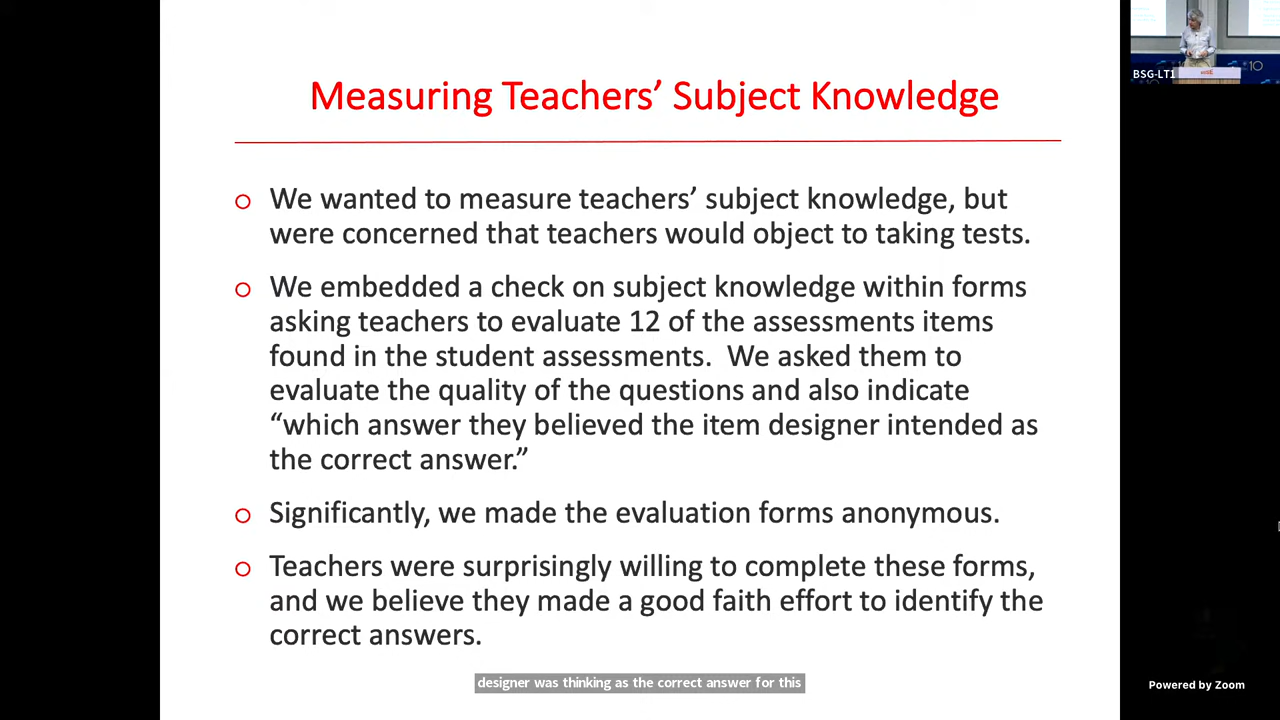 Measuring Teachers’ Subject Knowledge
We wanted to measure teachers’ subject knowledge, but
were concerned that teachers would object to taking tests.
We embedded a check on subject knowledge within forms
asking teachers to evaluate 12 of the assessments items
found in the student assessments.  We asked them to
evaluate the quality of the questions and also indicate
“which answer they believed the item designer intended as
the correct answer.”
Significantly, we made the evaluation forms anonymous.
Teachers were surprisingly willing to complete these forms,
and we believe they made a good faith effort to identify the
correct answers.
designer was thinking as the correct answer for this
BSG-LT1
Powered by Zoom